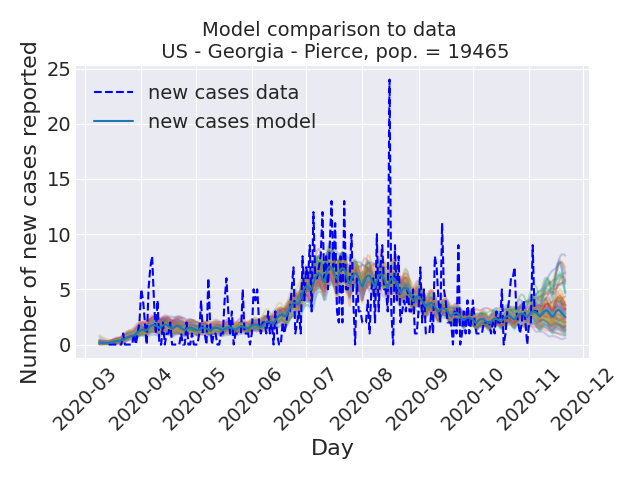 Model comparison to data
US - Georgia - Pierce, pop. = 19465
Number of new cases reported
25
20
15
10
5
0
new cases data
new cases model
2020-03
2020-04
2020-05
2020-06
2020-07
2020-08
2020-09
2020-10
2020-11
2020-12
Day